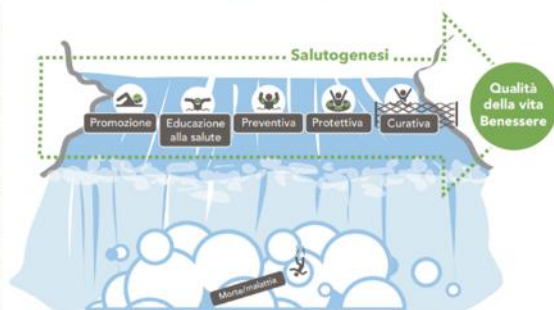 Salutogenesi
Qualità
della vita
Benessere
Promozione
Educazione
alla salute
Preventiva
Protettiva
Curativa
Morte/malattia